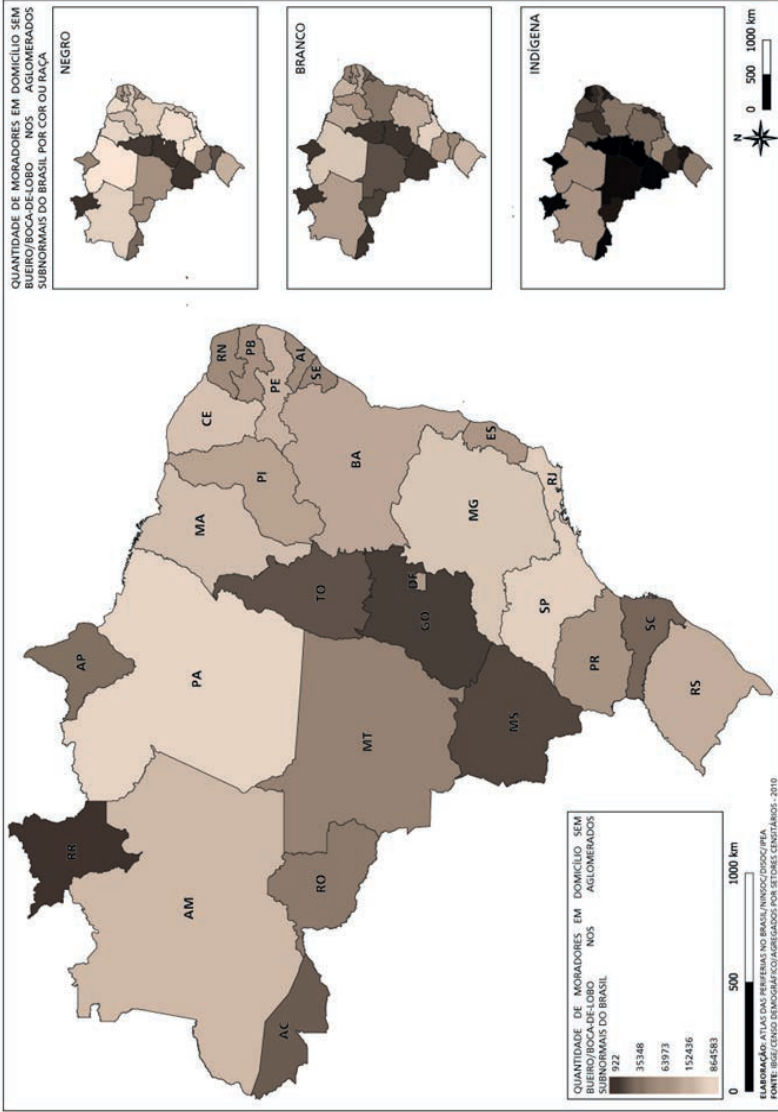 QUANTIDADE DE MORADORES EM DOMICÍLIO SEM
BUEIRO/BOCA-DE-LOBO NOS AGLOMERADOS
SUBNORMAIS DO BRASIL POR COR OU RAÇA
NEGRO
BRANCO
INDÍGENA
RR
AP
AM
PA
MA
CE
RN
PB
PE
AL
SE
PI
AC
RO
MT
TO
BA
GO
DF
MG
ES
MS
SP
RJ
PR
SC
RS
QUANTIDADE DE MORADORES EM DOMICÍLIO SEM
BUEIRO/BOCA-DE-LOBO NOS AGLOMERADOS
SUBNORMAIS DO BRASIL
922
35348
63973
152436
864583
0 500 1000 km
N
0 500 1000 km
ELABORAÇÃO: ATLAS DAS PERIFERIAS NO BRASIL/NINSOC/DISOC/IPEA
FONTE: IBGE/CENSO DEMOGRÁFICO/AGREGADOS POR SETORES CENSITÁRIOS - 2010